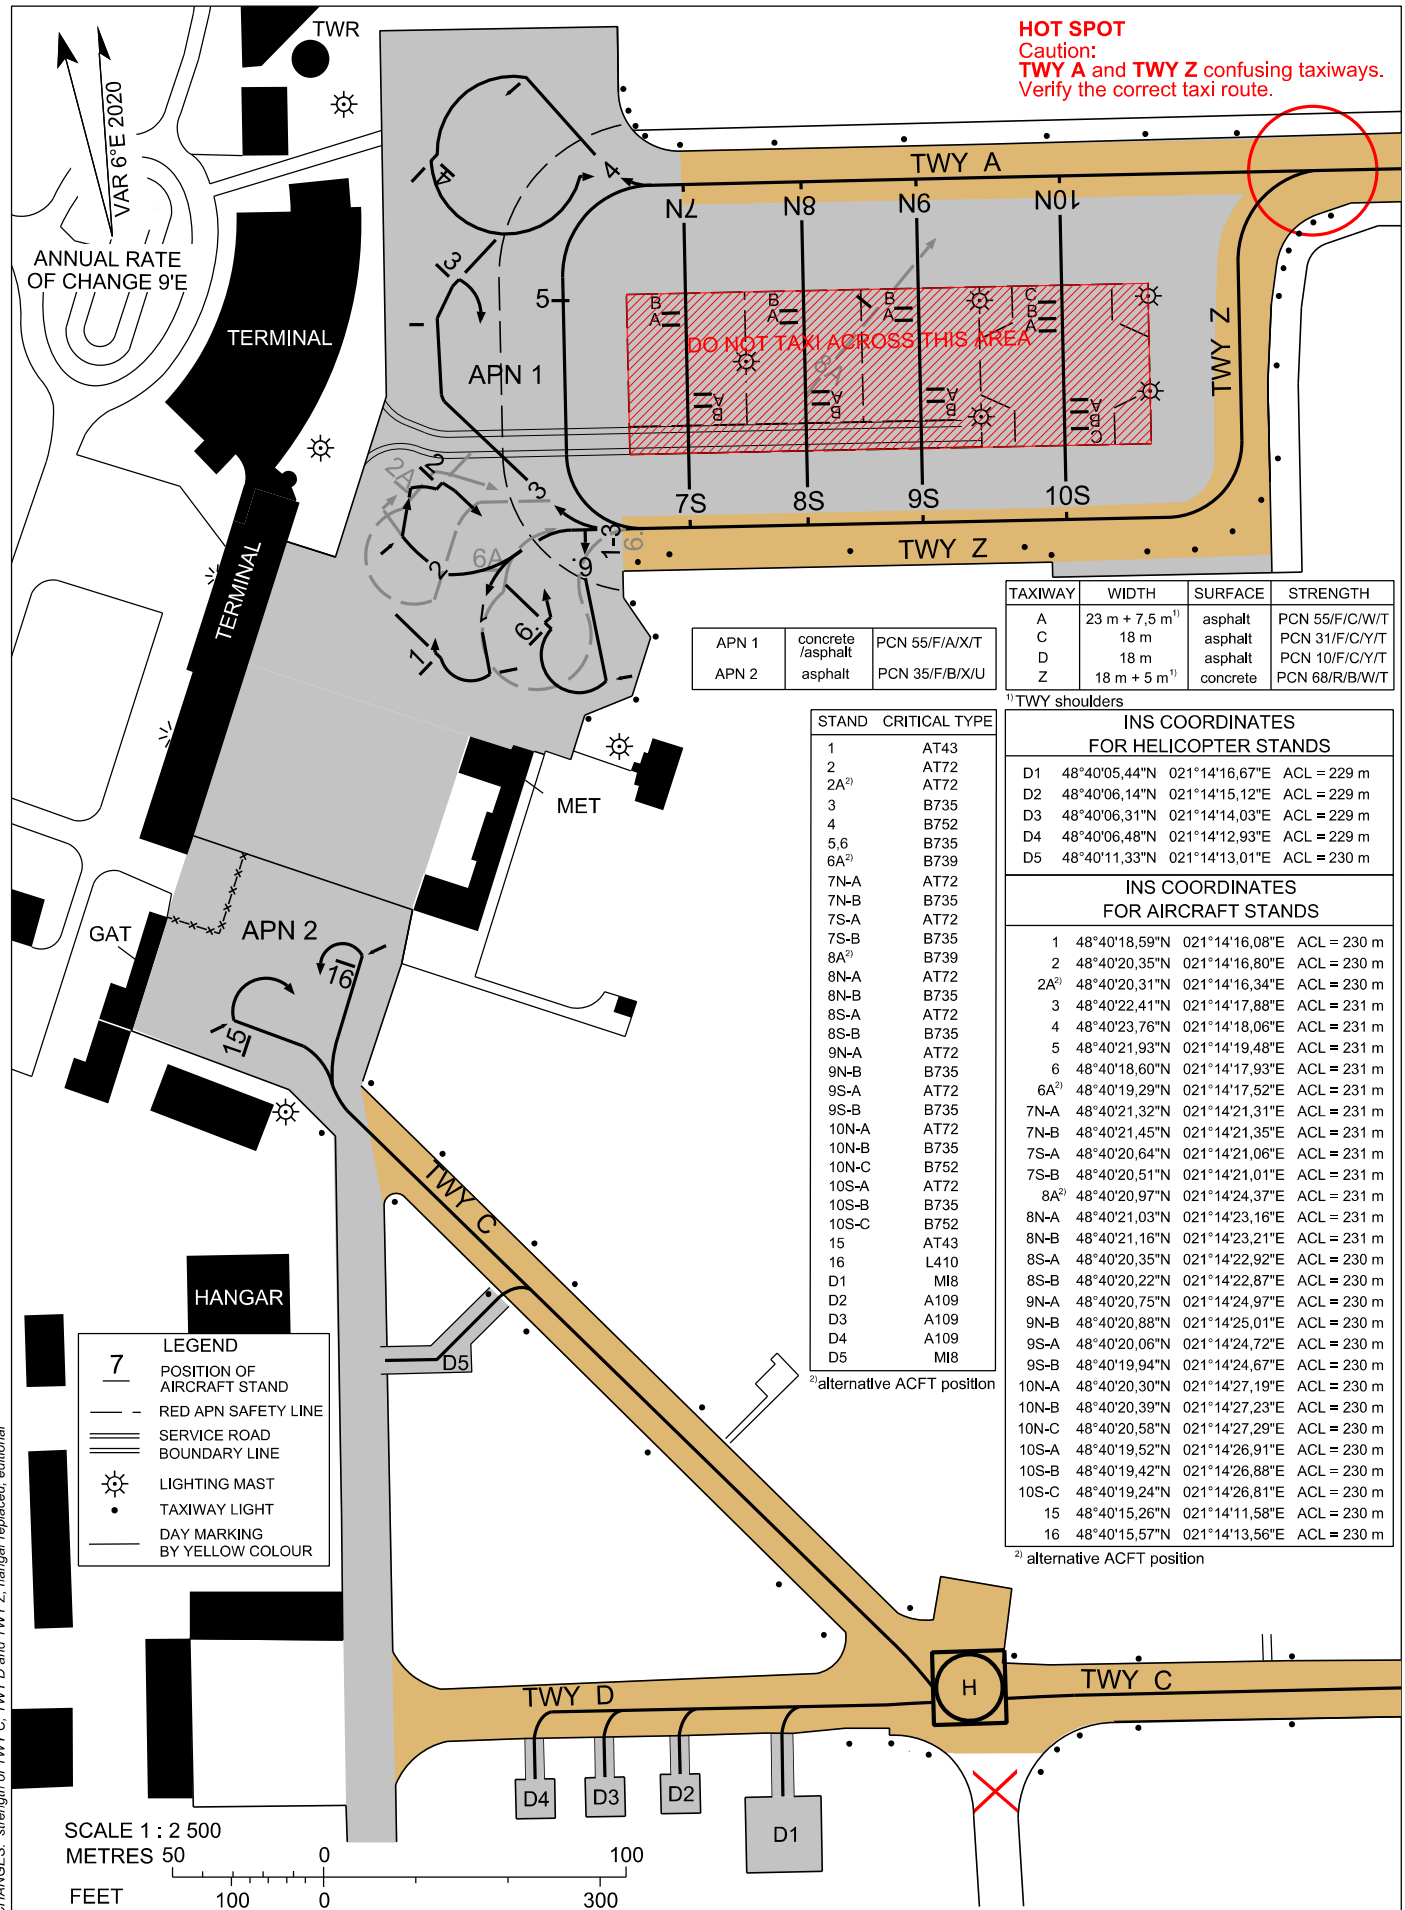 TWR
HOT SPOT
Caution:
TWY A and TWY Z confusing taxiways.
Verify the correct taxi route.
VAR 6°E 2020
ANNUAL RATE
OF CHANGE 9'E
TERMINAL
TERMINAL
APN 1
TWY A
4
4
7N
8N
9N
10N
3
5
B
A
B
A
B
A
C
B
A
DO NOT TAXI ACROSS THIS AREA
8A
A
B
A
B
A
B
A
B
C
TWY Z
2A
2
3
7S
8S
9S
10S
1-3
6.
TWY Z
6A
6.
2
1
6.
APN 1 concrete /asphalt PCN 55/F/A/X/T
APN 2 asphalt PCN 35/F/B/X/U
TAXIWAY WIDTH SURFACE STRENGTH
A 23 m + 7,5 m1) asphalt PCN 55/F/C/W/T
C 18 m asphalt PCN 31/F/C/Y/T
D 18 m asphalt PCN 10/F/C/Y/T
Z 18 m + 5 m1) concrete PCN 68/R/B/W/T
1) TWY shoulders
STAND CRITICAL TYPE
1 AT43
2 AT72
2A2) AT72
3 B735
4 B752
5,6 B735
6A2) B739
7N-A AT72
7N-B B735
7S-A AT72
7S-B B735
8A2) B739
8N-A AT72
8N-B B735
8S-A AT72
8S-B B735
9N-A AT72
9N-B B735
9S-A AT72
9S-B B735
10N-A AT72
10N-B B735
10N-C B752
10S-A AT72
10S-B B735
10S-C B752
15 AT43
16 L410
D1 MI8
D2 A109
D3 A109
D4 A109
D5 MI8
2)alternative ACFT position
INS COORDINATES
FOR HELICOPTER STANDS
D1 48°40'05,44"N 021°14'16,67"E ACL = 229 m
D2 48°40'06,14"N 021°14'15,12"E ACL = 229 m
D3 48°40'06,31"N 021°14'14,03"E ACL = 229 m
D4 48°40'06,48"N 021°14'12,93"E ACL = 229 m
D5 48°40'11,33"N 021°14'13,01"E ACL = 230 m
INS COORDINATES
FOR AIRCRAFT STANDS
1 48°40'18,59"N 021°14'16,08"E ACL = 230 m
2 48°40'20,35"N 021°14'16,80"E ACL = 230 m
2A2) 48°40'20,31"N 021°14'16,34"E ACL = 230 m
3 48°40'22,41"N 021°14'17,88"E ACL = 231 m
4 48°40'23,76"N 021°14'18,06"E ACL = 231 m
5 48°40'21,93"N 021°14'19,48"E ACL = 231 m
6 48°40'18,60"N 021°14'17,93"E ACL = 231 m
6A2) 48°40'19,29"N 021°14'17,52"E ACL = 231 m
7N-A 48°40'21,32"N 021°14'21,31"E ACL = 231 m
7N-B 48°40'21,45"N 021°14'21,35"E ACL = 231 m
7S-A 48°40'20,64"N 021°14'21,06"E ACL = 231 m
7S-B 48°40'20,51"N 021°14'21,01"E ACL = 231 m
8A2) 48°40'20,97"N 021°14'24,37"E ACL = 231 m
8N-A 48°40'21,03"N 021°14'23,16"E ACL = 231 m
8N-B 48°40'21,16"N 021°14'23,21"E ACL = 231 m
8S-A 48°40'20,35"N 021°14'22,92"E ACL = 230 m
8S-B 48°40'20,22"N 021°14'22,87"E ACL = 230 m
9N-A 48°40'20,75"N 021°14'24,97"E ACL = 230 m
9N-B 48°40'20,88"N 021°14'25,01"E ACL = 230 m
9S-A 48°40'20,06"N 021°14'24,72"E ACL = 230 m
9S-B 48°40'19,94"N 021°14'24,67"E ACL = 230 m
10N-A 48°40'20,30"N 021°14'27,19"E ACL = 230 m
10N-B 48°40'20,39"N 021°14'27,23"E ACL = 230 m
10N-C 48°40'20,58"N 021°14'27,29"E ACL = 230 m
10S-A 48°40'19,52"N 021°14'26,91"E ACL = 230 m
10S-B 48°40'19,42"N 021°14'26,88"E ACL = 230 m
10S-C 48°40'19,24"N 021°14'26,81"E ACL = 230 m
15 48°40'15,26"N 021°14'11,58"E ACL = 230 m
16 48°40'15,57"N 021°14'13,56"E ACL = 230 m
2) alternative ACFT position
MET
GAT
APN 2
16
15
TWY C
HANGAR
D5
LEGEND
7 POSITION OF
AIRCRAFT STAND
RED APN SAFETY LINE
SERVICE ROAD
BOUNDARY LINE
LIGHTING MAST
TAXIWAY LIGHT
DAY MARKING
BY YELLOW COLOUR
TWY D
H
TWY C
D4
D3
D2
D1
SCALE 1 : 2 500
METRES 50 0 100
FEET 100 0 300
CHANGES: strength of TWY C, TWY D and TWY Z, hangar replaced, editorial